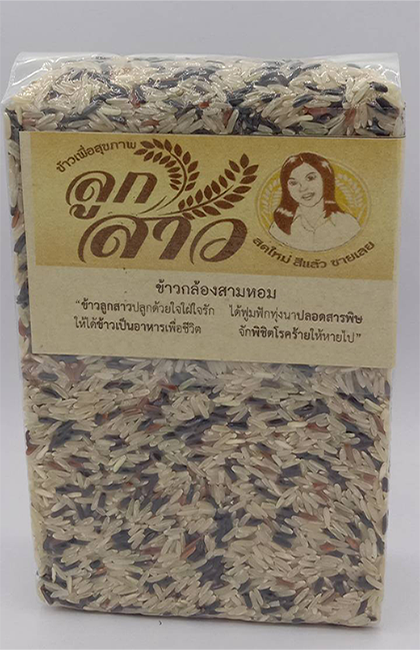 ข้าวเพื่อสุขภาพ
ลูก
สาว
สดใหม่ สีแล้ว ขายเลย
ข้าวกล้องสามหอม
"ข้าวลูกสาวปลูกด้วยใจใฝ่ใจรัก ได้ฟูมฟักทุ่งนาปลอดสารพิษ
ให้ได้ข้าวเป็นอาหารเพื่อชีวิต จักพิชิตโรคร้ายให้หายไป"